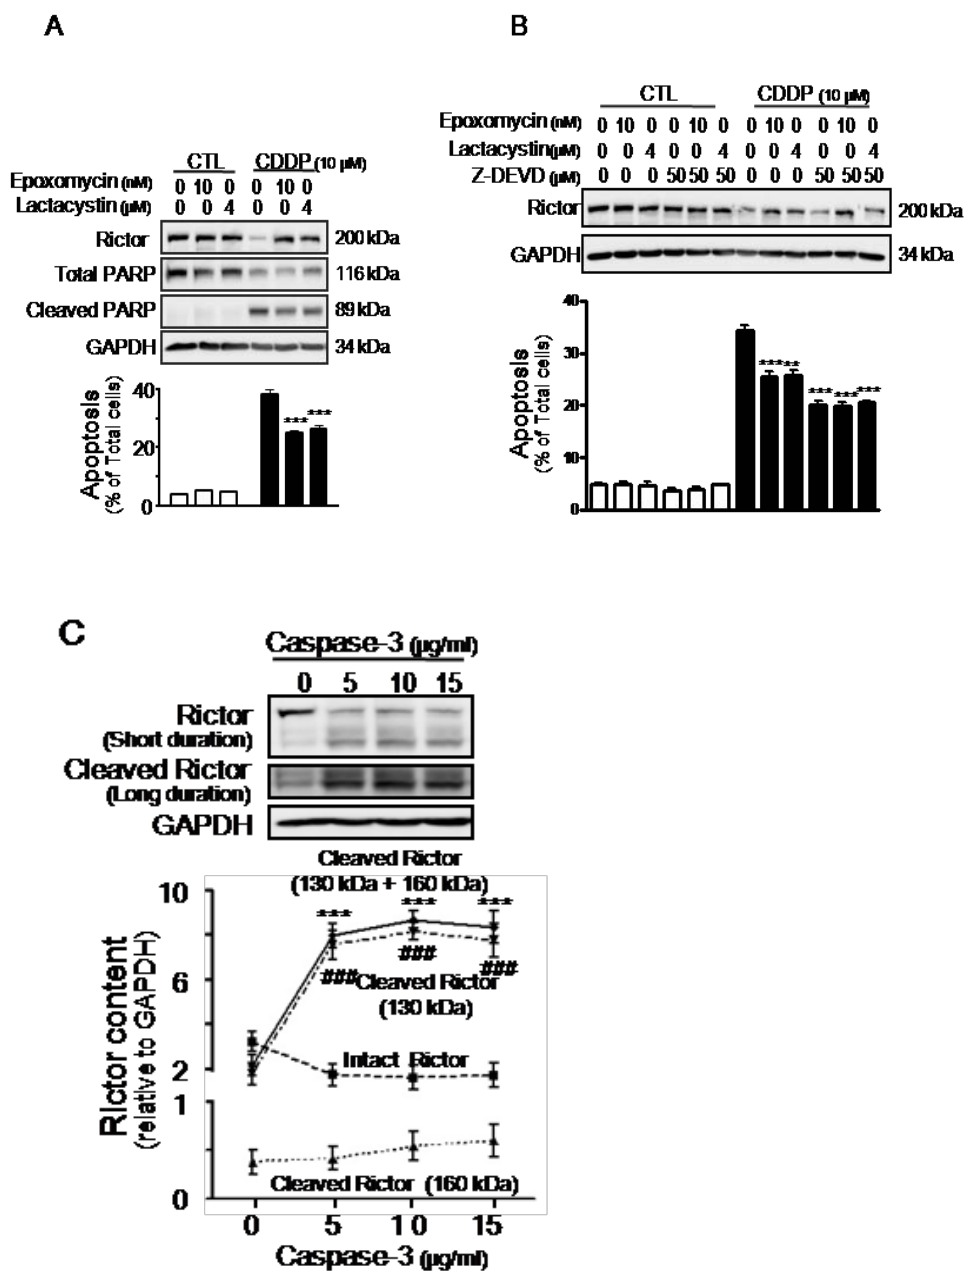 A
CTL CDDP (10 µM)
Epoxomycin (nM) 0 10 0 0 10 0
Lactacystin (µM) 0 0 4 0 0 4
Rictor 200 kDa
Total PARP 116 kDa
Cleaved PARP 89 kDa
GAPDH 34 kDa
Apoptosis
(% of Total cells)
40
20
0
*** ***
B
CTL CDDP (10 µM)
Epoxomycin (nM) 0 10 0 0 10 0 0 10 0 0 10 0
Lactacystin (µM) 0 0 4 0 0 4 0 0 4 0 0 4
Z-DEVD (µM) 0 0 0 50 50 50 0 0 0 50 50 50
Rictor 200 kDa
GAPDH 34 kDa
Apoptosis
(% of Total cells)
40
30
20
10
0
*** ** *** *** ***
C
Caspase-3 (µg/ml)
0 5 10 15
Rictor
(Short duration)
Cleaved Rictor
(Long duration)
GAPDH
Cleaved Rictor
(130 kDa + 160 kDa)
*** *** ***
### ### ###
Cleaved Rictor
(130 kDa)
Intact Rictor
Cleaved Rictor (160 kDa)
Rictor content
(relative to GAPDH)
10
6
2
1
0
0 5 10 15
Caspase-3 (µg/ml)